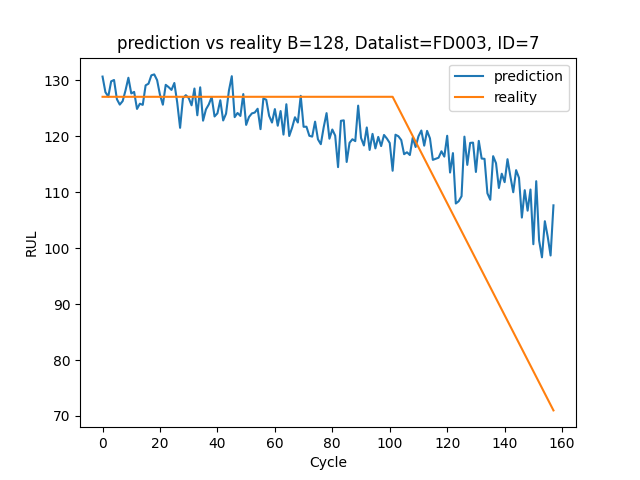 prediction vs reality B=128, Datalist=FD003, ID=7
prediction
reality
RUL
130
120
110
100
90
80
70
0 20 40 60 80 100 120 140 160
Cycle